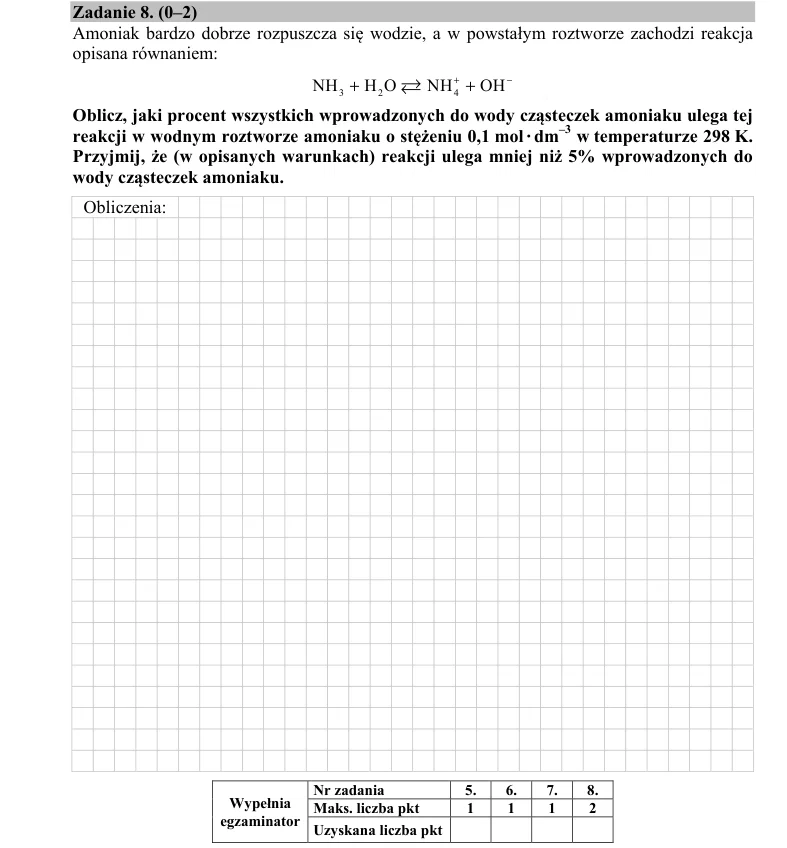 Zadanie 8. (0–2)
Amoniak bardzo dobrze rozpuszcza się wodzie, a w powstałym roztworze zachodzi reakcja
opisana równaniem:
NH₃ + H₂O ⇄ NH₄⁺ + OH⁻
Oblicz, jaki procent wszystkich wprowadzonych do wody cząsteczek amoniaku ulega tej
reakcji w wodnym roztworze amoniaku o stężeniu 0,1 mol · dm⁻³ w temperaturze 298 K.
Przyjmij, że (w opisanych warunkach) reakcji ulega mniej niż 5% wprowadzonych do
wody cząsteczek amoniaku.
Obliczenia:
Wypełnia
egzaminator
Nr zadania 5. 6. 7. 8.
Maks. liczba pkt 1 1 1 2
Uzyskana liczba pkt